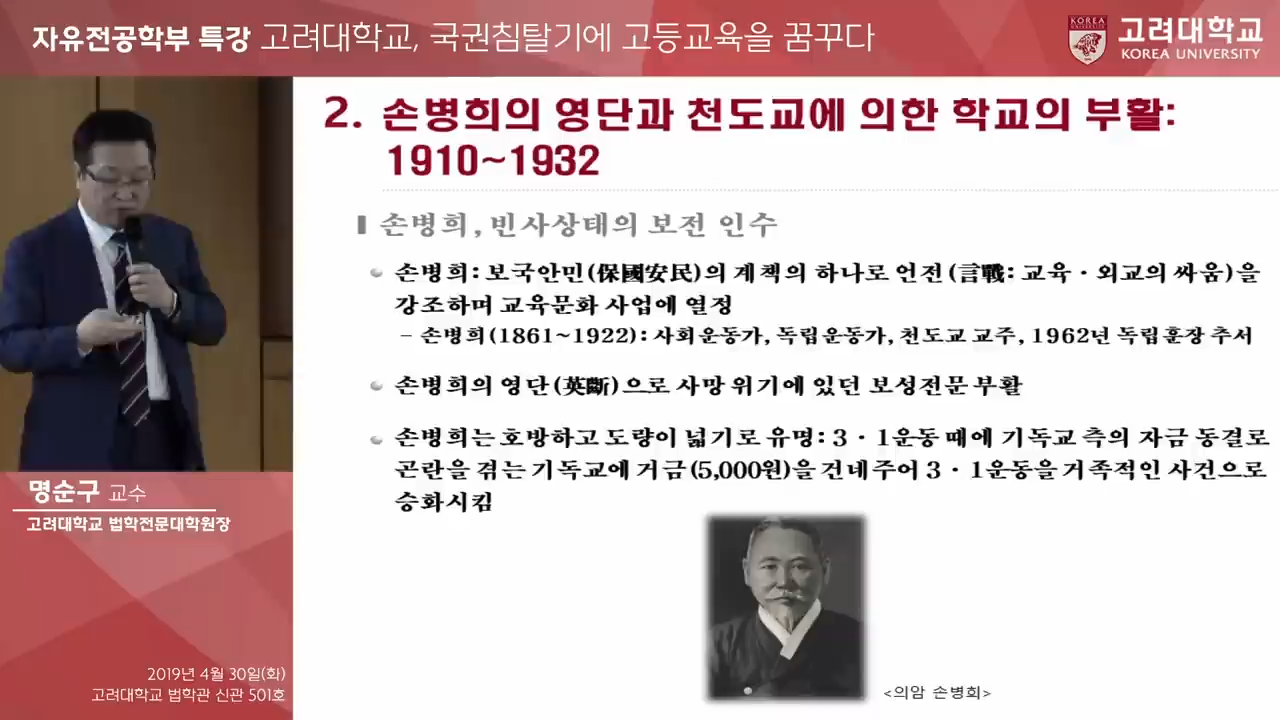 자유전공학부 특강 고려대학교, 국권침탈기에 고등교육을 꿈꾸다
KOREA
고려대학교
KOREA UNIVERSITY
2. 손병희의 영단과 천도교에 의한 학교의 부활:
1910~1932
손병희, 빈사상태의 보전 인수
손병희: 보국안민(保國安民)의 계책의 하나로 언전(言戰: 교육·외교의 싸움)을
강조하며 교육문화 사업에 열정
– 손병희(1861~1922): 사회운동가, 독립운동가, 천도교 교주, 1962년 독립훈장 추서
손병희의 영단(英斷)으로 사망 위기에 있던 보성전문 부활
손병희는 호방하고 도량이 넓기로 유명: 3·1운동 때에 기독교 측의 자금 동결로
곤란을 겪는 기독교에 거금(5,000원)을 건네주어 3·1운동을 거족적인 사건으로
승화시킴
<의암 손병희>
명순구 교수
고려대학교 법학전문대학원장
2019년 4월 30일(화)
고려대학교 법학관 신관 501호